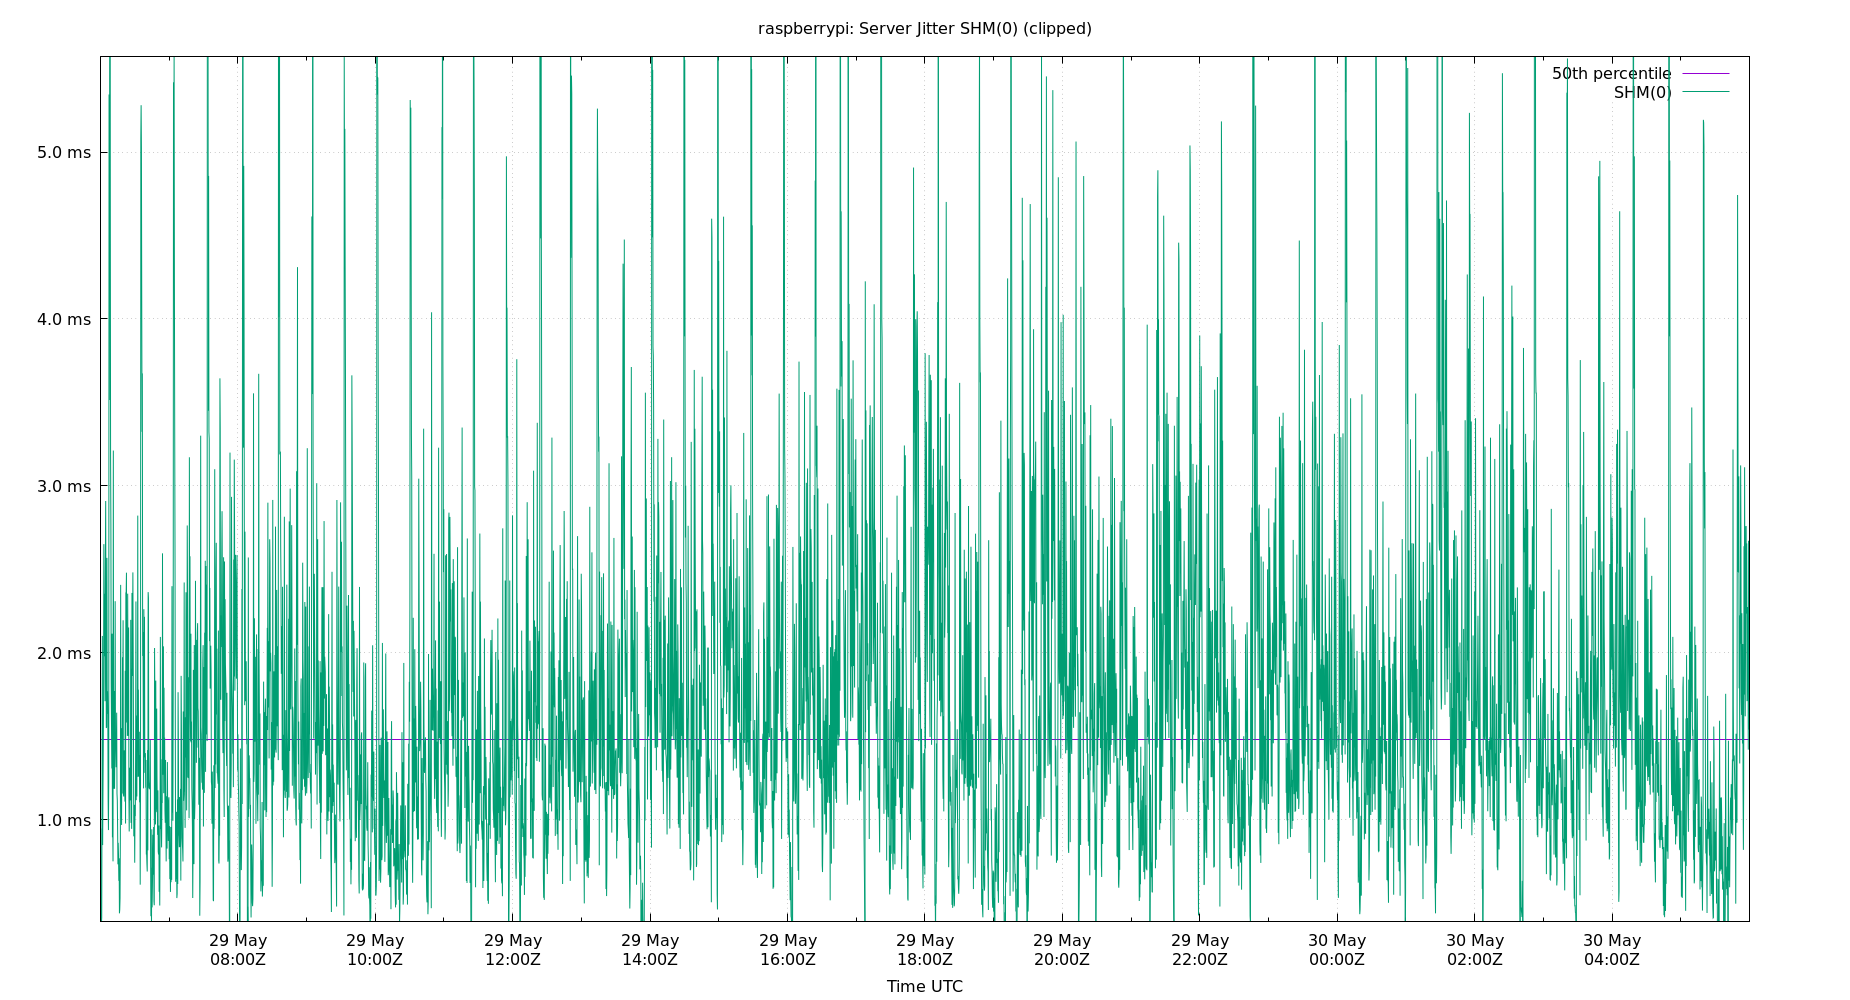 raspberrypi: Server Jitter SHM(0) (clipped)
50th percentile
SHM(0)
5.0 ms
4.0 ms
3.0 ms
2.0 ms
1.0 ms
29 May 29 May 29 May 29 May 29 May 29 May 29 May 29 May 30 May 30 May 30 May
08:00Z 10:00Z 12:00Z 14:00Z 16:00Z 18:00Z 20:00Z 22:00Z 00:00Z 02:00Z 04:00Z
Time UTC